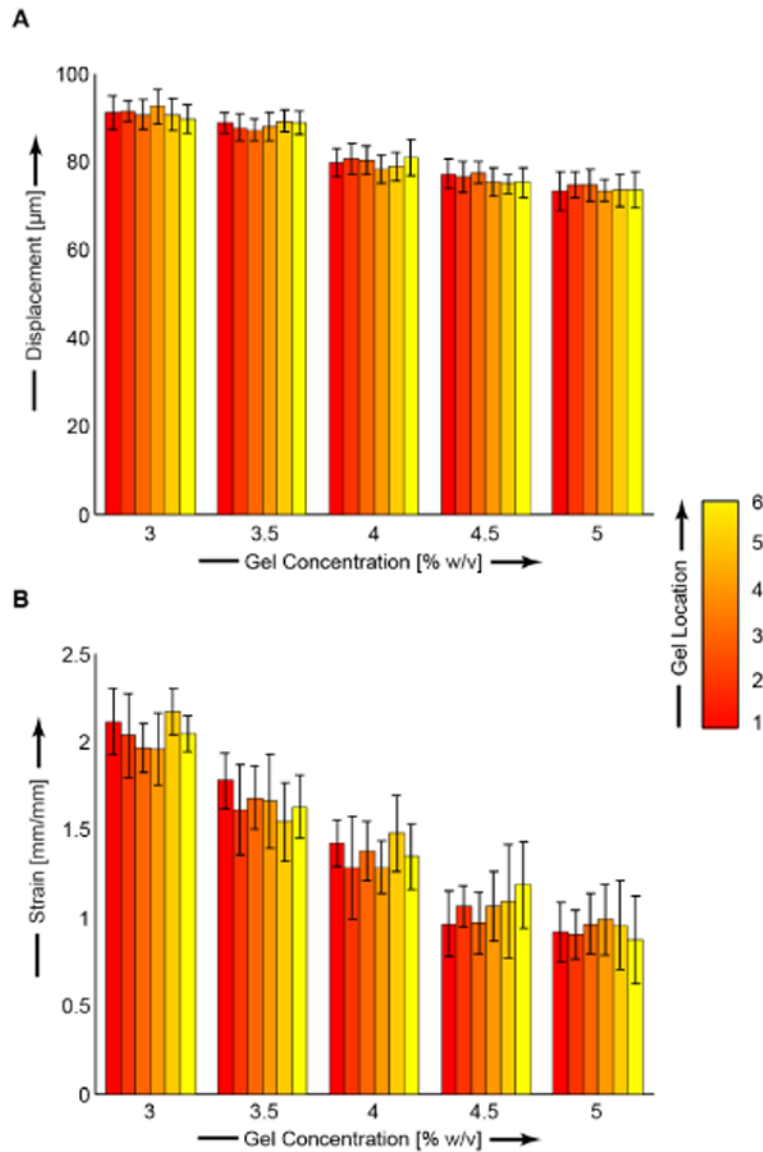 A
100
80
60
40
20
0
Displacement [µm]
3 3.5 4 4.5 5
Gel Concentration [% w/v]
6
5
4
3
2
1
Gel Location
B
2.5
2
1.5
1
0.5
0
Strain [mm/mm]
3 3.5 4 4.5 5
Gel Concentration [% w/v]